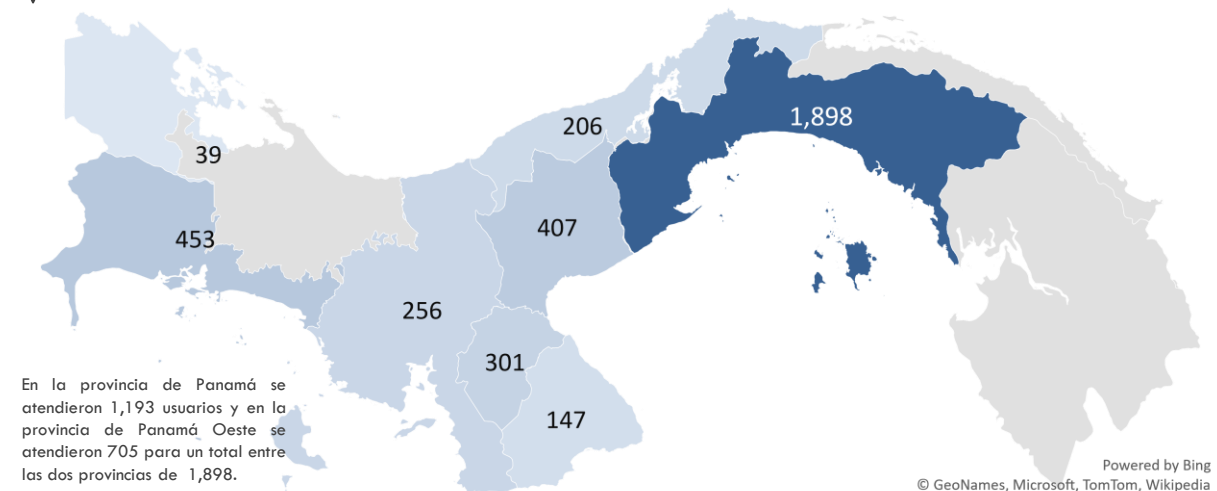 1,898
206
39
407
453
256
301
147
En la provincia de Panamá se
atendieron 1,193 usuarios y en la
provincia de Panamá Oeste se
atendieron 705 para un total entre
las dos provincias de 1,898.
Powered by Bing
© GeoNames, Microsoft, TomTom, Wikipedia